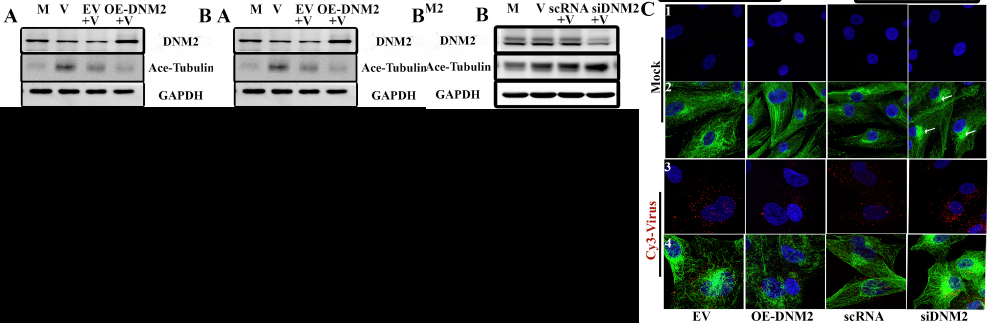 A
M V EV OE-DNM2
+V +V
DNM2
Ace-Tubulin
GAPDH
B
M V EV OE-DNM2
+V +V
DNM2
Ace-Tubulin
GAPDH
B
M2
B
M V scRNA siDNM2
+V +V
DNM2
Ace-Tubulin
GAPDH
C
Mock
1
2
Cy3-Virus
3
4
EV OE-DNM2 scRNA siDNM2